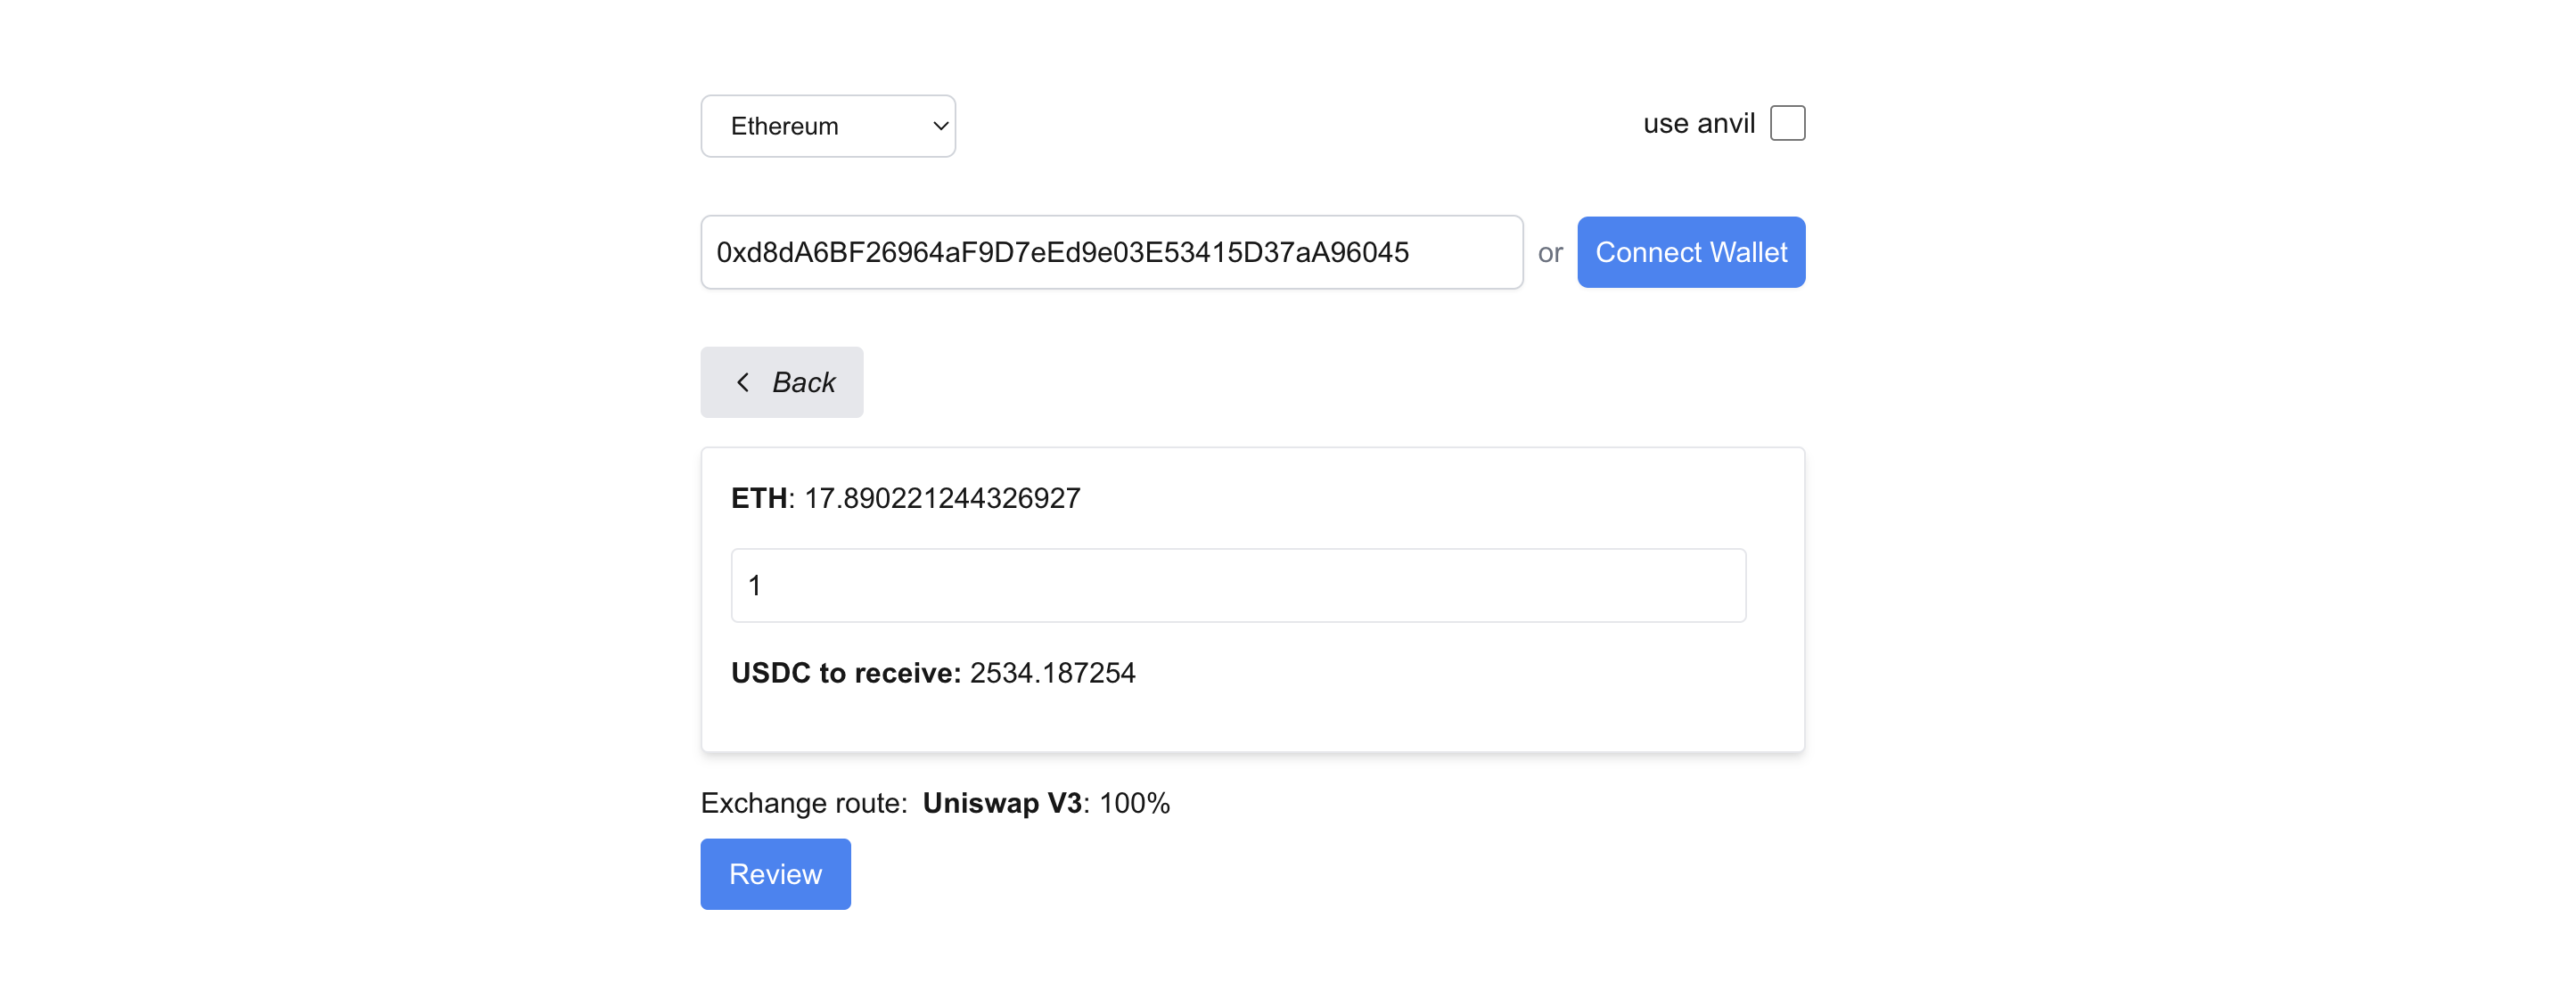 Ethereum
use anvil
0xd8dA6BF26964aF9D7eEd9e03E53415D37aA96045 or Connect Wallet
Back
ETH: 17.890221244326927
1
USDC to receive: 2534.187254
Exchange route: Uniswap V3: 100%
Review